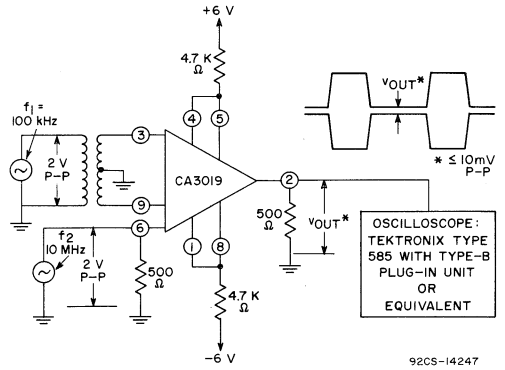 +6 V
4.7 K
Ω
4
5
f1 =
100 kHz
2 V
P-P
3
9
6
CA3019
2
500
Ω
vOUT*
1
8
f2
10 MHz
2 V
P-P
500
Ω
4.7 K
Ω
-6 V
vOUT*
* ≤ 10mV
P-P
OSCILLOSCOPE:
TEKTRONIX TYPE
585 WITH TYPE-B
PLUG-IN UNIT
OR
EQUIVALENT
92CS-14247